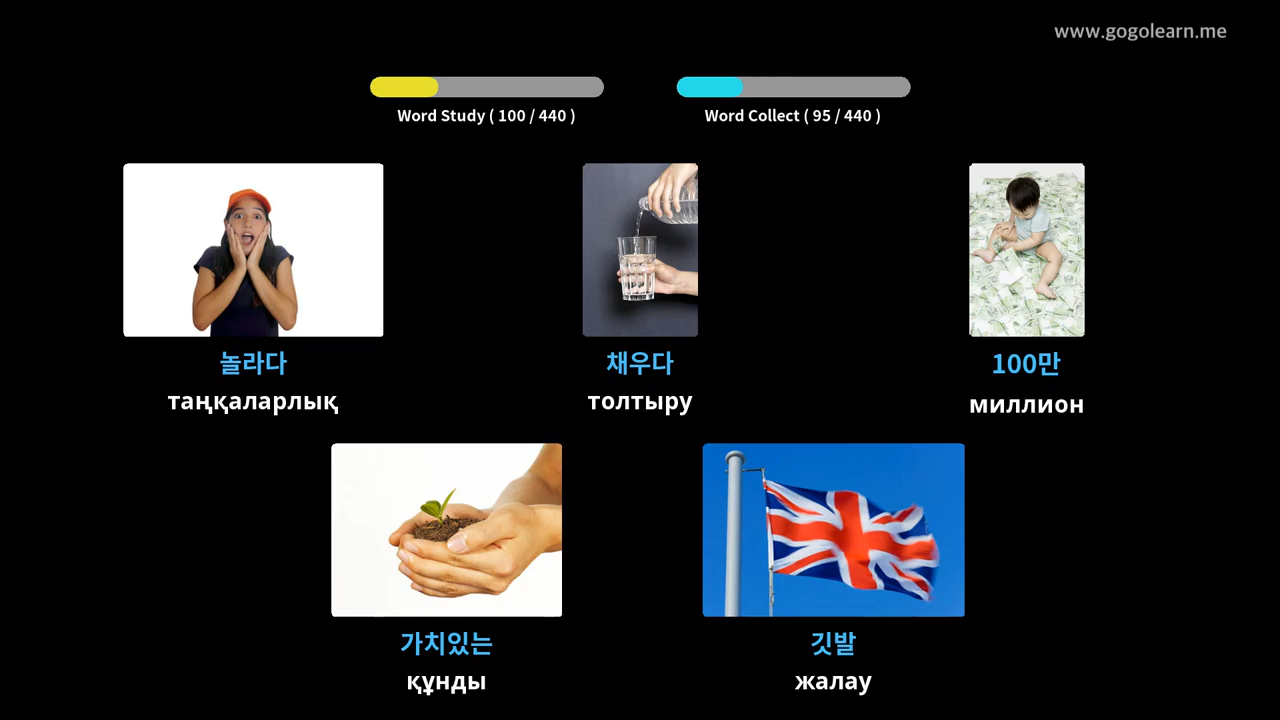 www.gogolearn.me
Word Study ( 100 / 440 )
Word Collect ( 95 / 440 )
놀라다
таңқаларлық
채우다
толтыру
100만
миллион
가치있는
құнды
깃발
жалау